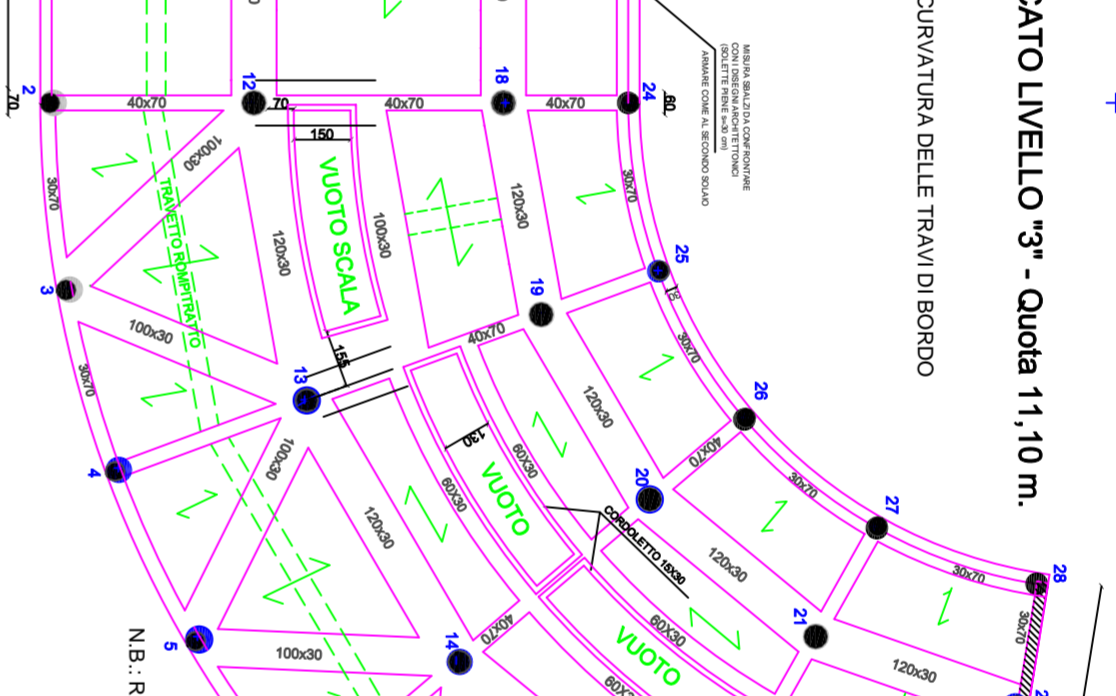 CATO LIVELLO "3" - Quota 11,10 m.
CURVATURA DELLE TRAVI DI BORDO
MISURA SBALZI DA CONFRONTARE
CON I DISEGNI ARCHITETTONICI
(SOLETTE PIENE s=30 cm)
ARMARE COME AL SECONDO SOLAIO
2
70
40x70
12
70
40x70
18
40x70
24
60
150
VUOTO SCALA
100x30
30x70
TRAVETTO ROMPITRATTO
120x30
100x30
120x30
30x70
25
3
100x30
30x70
155
13
19
40x70
30x70
26
4
100x30
130
VUOTO
60X30
60X30
120x30
120x30
20
40x70
30x70
27
CORDOLETTO 15X30
120x30
30x70
28
30x70
5
100x30
14
40x70
60X30
VUOTO
21
120x30
N.B.: R